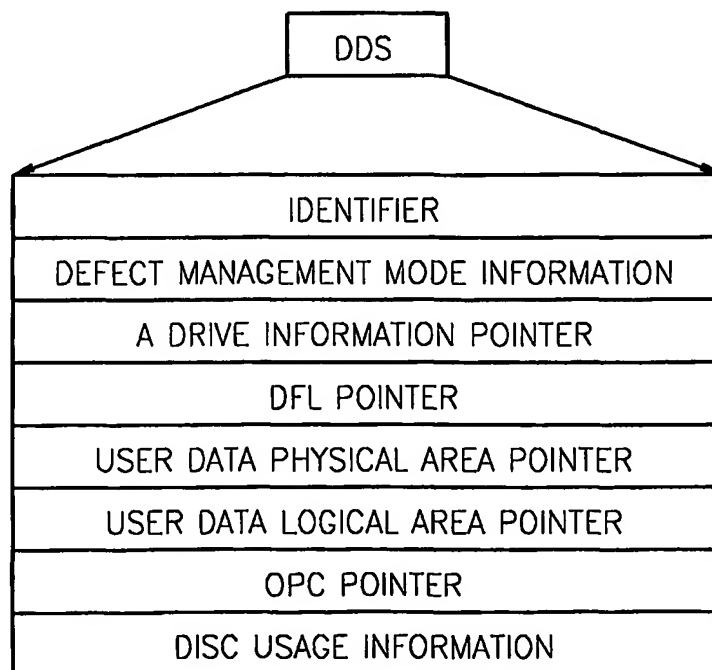 DDS
IDENTIFIER
DEFECT MANAGEMENT MODE INFORMATION
A DRIVE INFORMATION POINTER
DFL POINTER
USER DATA PHYSICAL AREA POINTER
USER DATA LOGICAL AREA POINTER
OPC POINTER
DISC USAGE INFORMATION